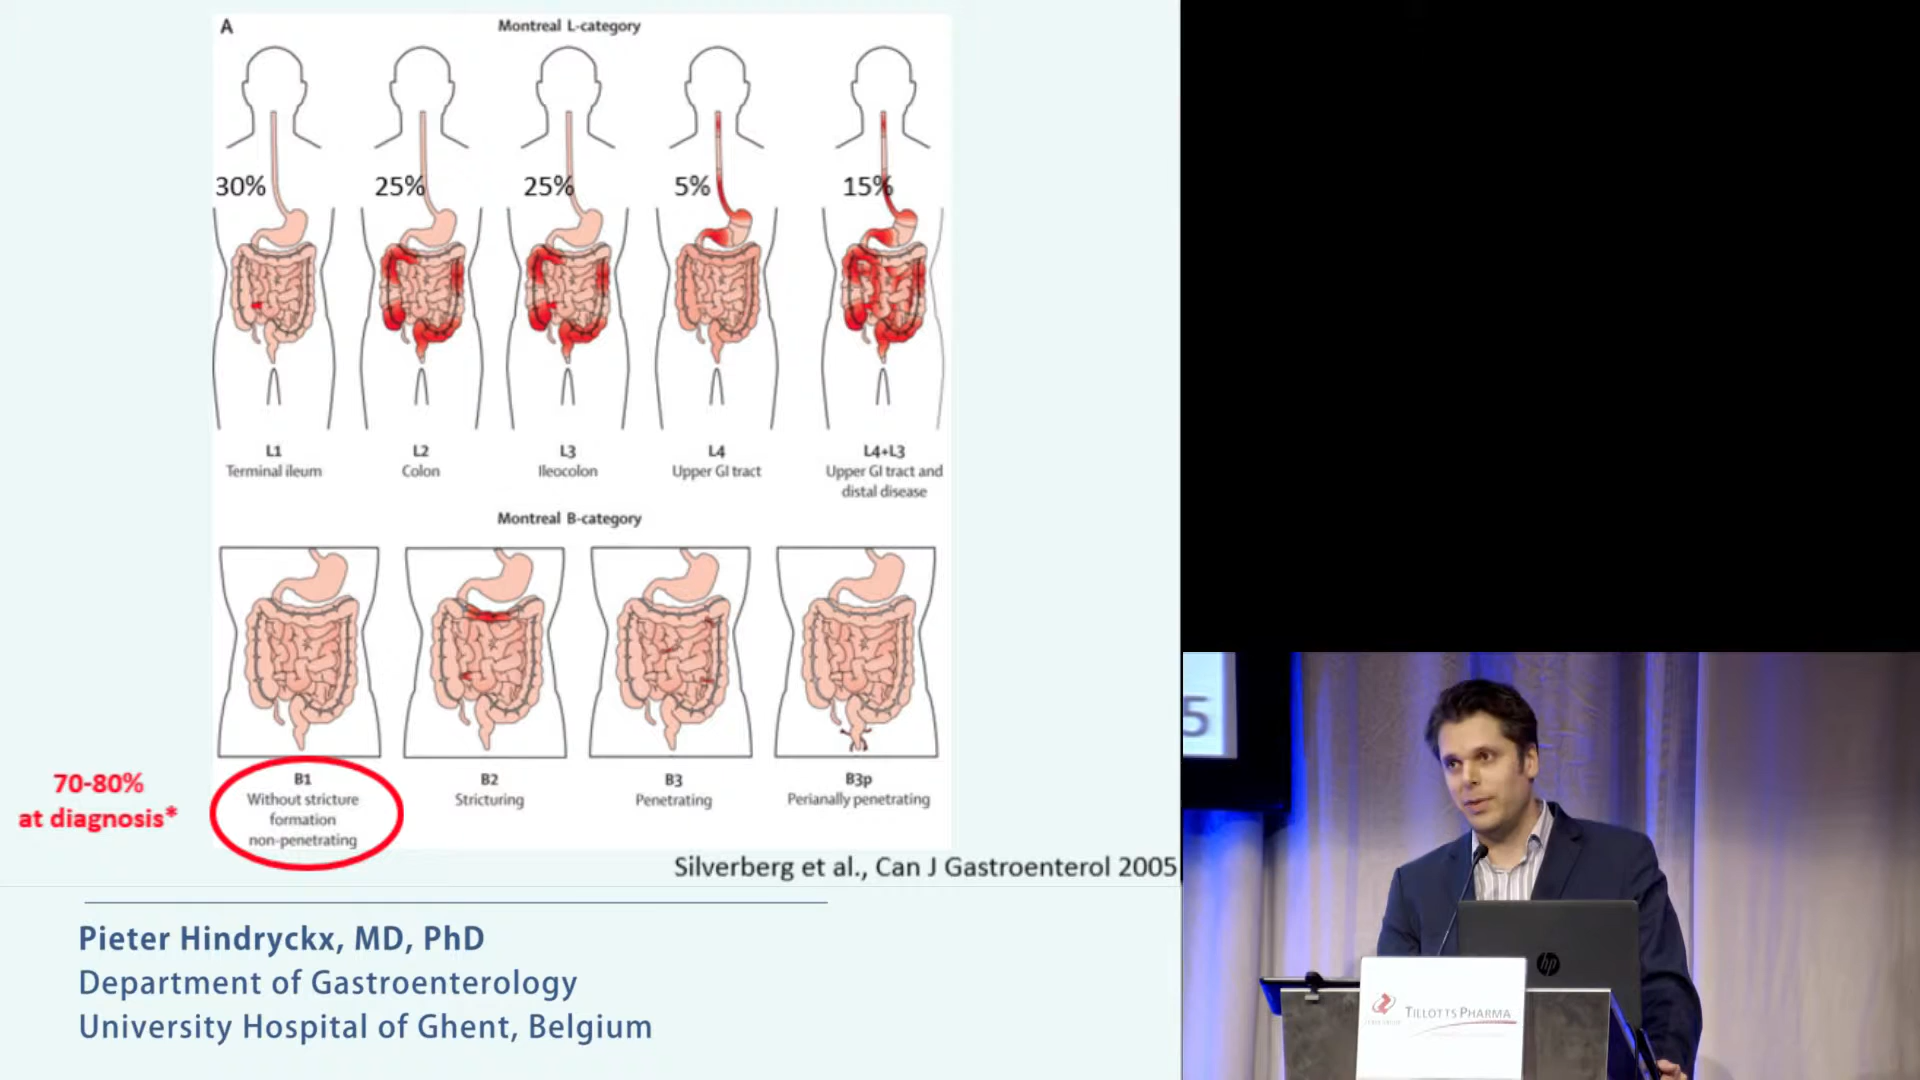 A
Montreal L-category
30%
25%
25%
5%
15%
L1
Terminal ileum
L2
Colon
L3
Ileocolon
L4
Upper GI tract
L4+L3
Upper GI tract and
distal disease
Montreal B-category
B1
Without stricture
formation
non-penetrating
B2
Stricturing
B3
Penetrating
B3p
Perianally penetrating
70-80%
at diagnosis*
Silverberg et al., Can J Gastroenterol 2005
Pieter Hindryckx, MD, PhD
Department of Gastroenterology
University Hospital of Ghent, Belgium
5
hp
TILLOTTS PHARMA